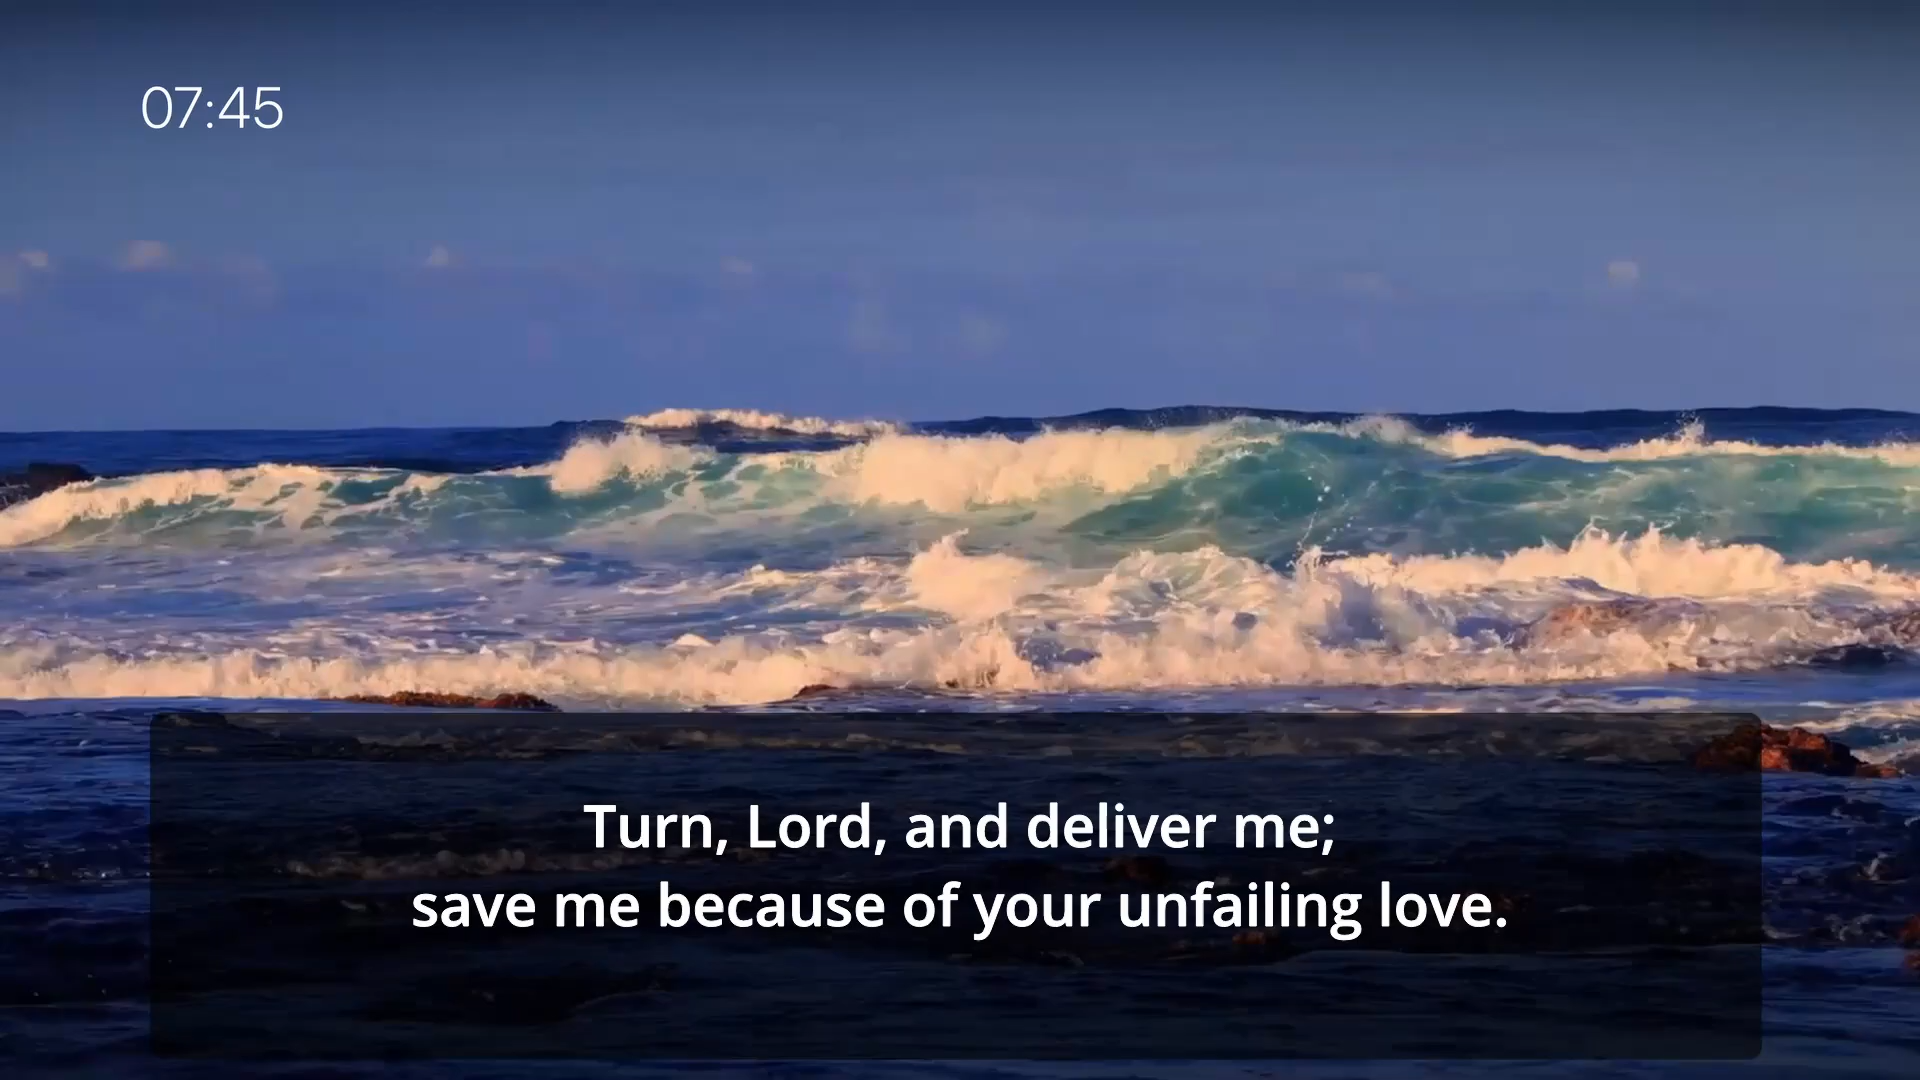 07:45
Turn, Lord, and deliver me;
save me because of your unfailing love.